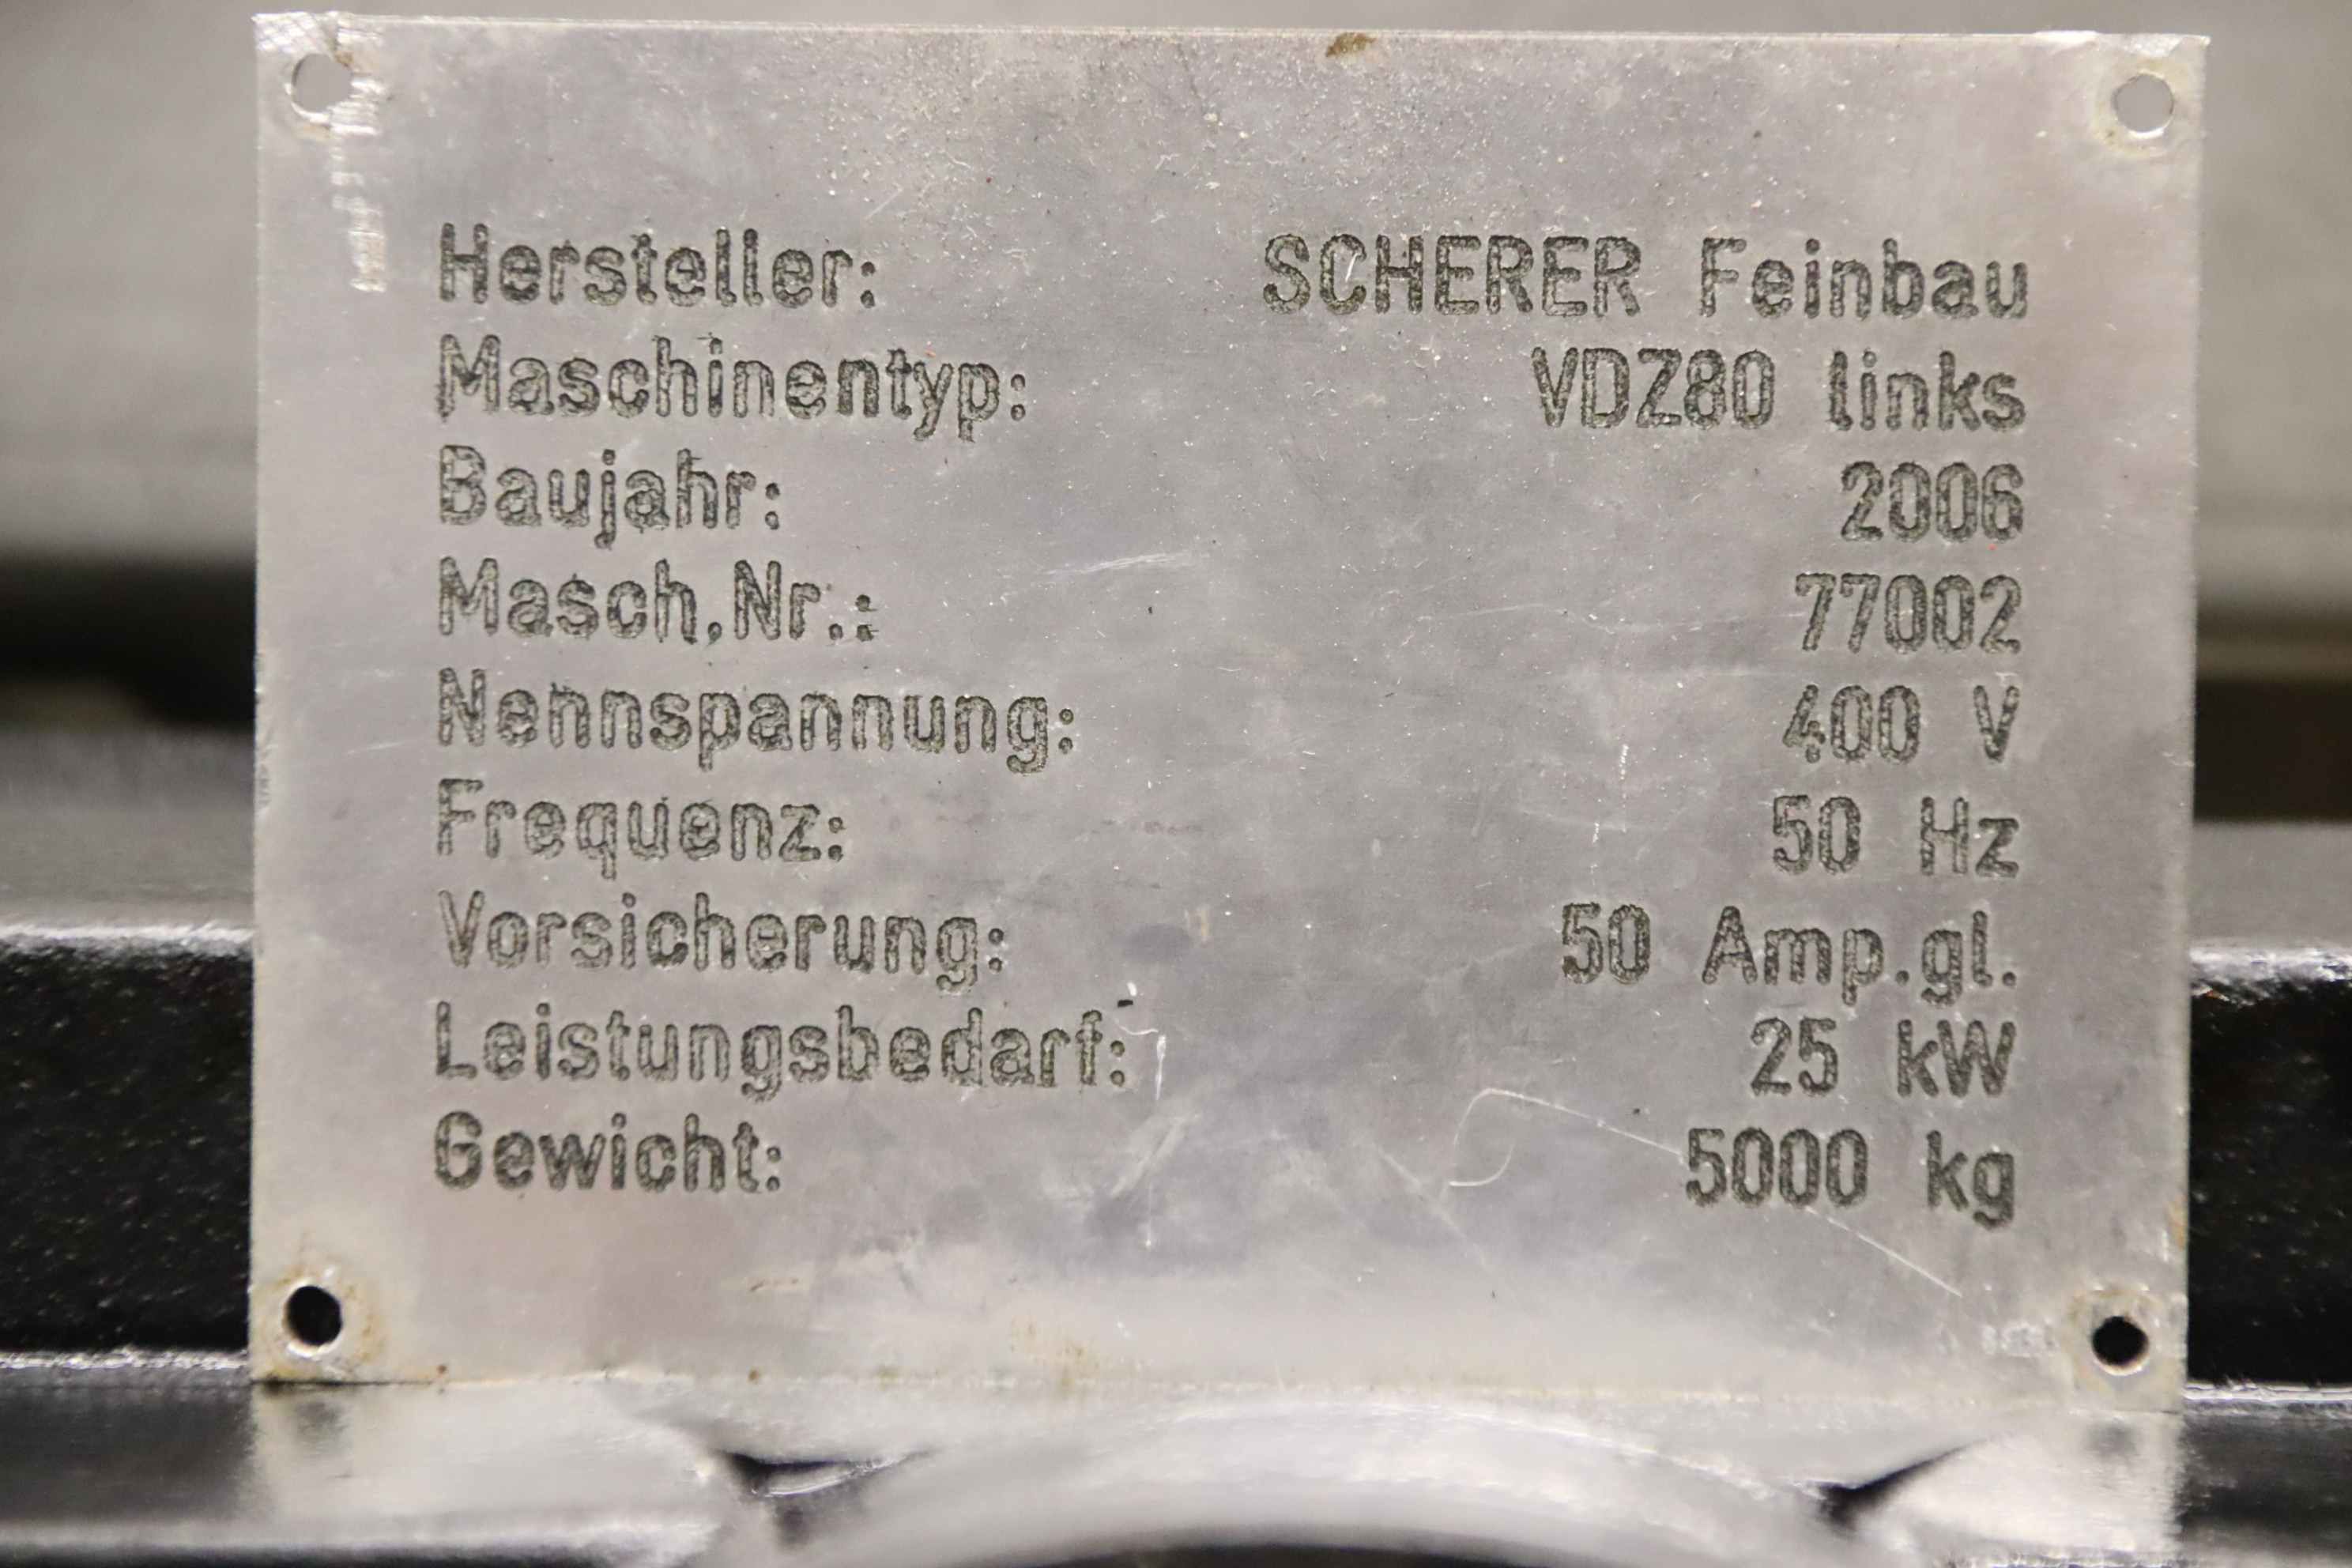 Hersteller: SCHERER Feinbau
Maschinentyp: VDZ80 links
Baujahr: 2006
Masch.Nr.: 77002
Nennspannung: 400 V
Frequenz: 50 Hz
Vorsicherung: 50 Amp.gl.
Leistungsbedarf: 25 kW
Gewicht: 5000 kg